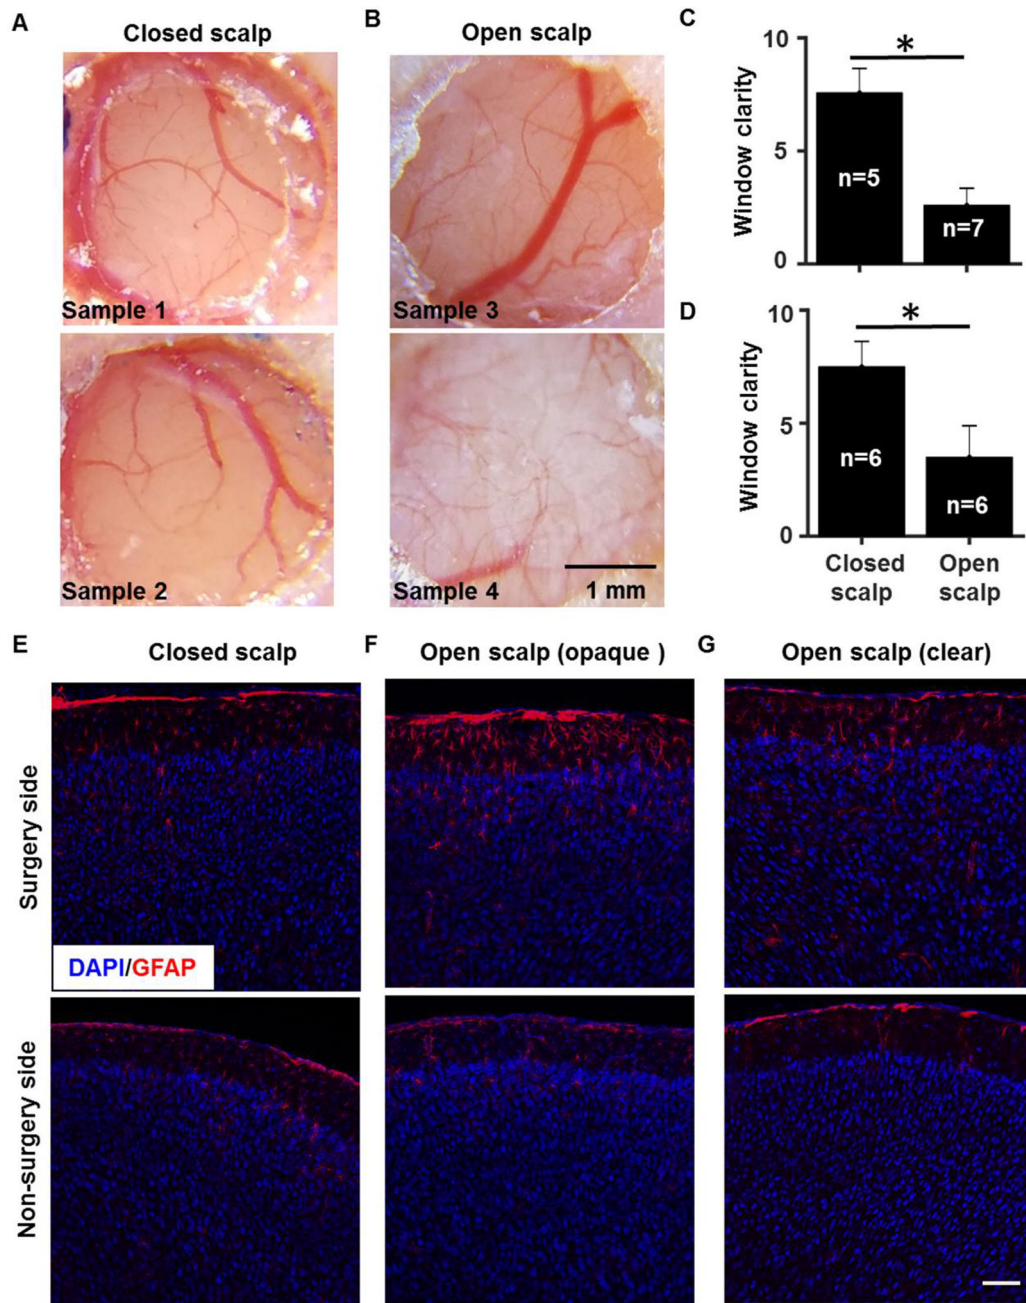 A
Closed scalp
Sample 1
Sample 2
B
Open scalp
Sample 3
Sample 4
1 mm
C
Window clarity
10
5
0
*
n=5
n=7
D
Window clarity
10
5
0
*
n=6
n=6
Closed
scalp
Open
scalp
E
Closed scalp
F
Open scalp (opaque )
G
Open scalp (clear)
Surgery side
DAPI/GFAP
Non-surgery side